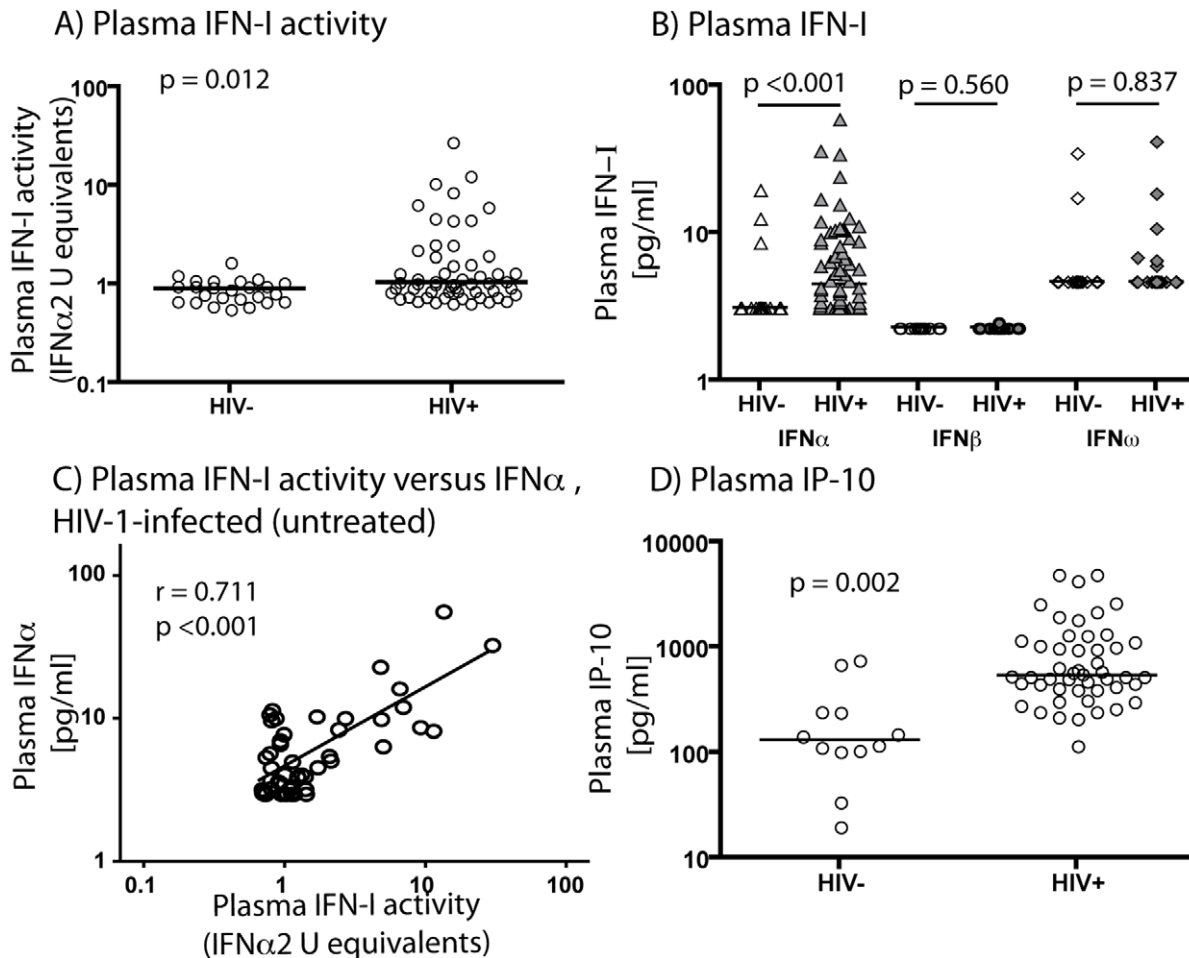 A) Plasma IFN-I activity
p = 0.012
Plasma IFN-I activity
(IFNα2 U equivalents)
100
10
1
0.1
HIV-
HIV+
B) Plasma IFN-I
p <0.001
p = 0.560
p = 0.837
Plasma IFN–I
[pg/ml]
100
10
1
HIV- HIV+ HIV- HIV+ HIV- HIV+
IFNα IFNβ IFNω
C) Plasma IFN-I activity versus IFNα ,
HIV-1-infected (untreated)
r = 0.711
p <0.001
Plasma IFNα
[pg/ml]
100
10
1
0.1 1 10 100
Plasma IFN-I activity
(IFNα2 U equivalents)
D) Plasma IP-10
p = 0.002
Plasma IP-10
[pg/ml]
10000
1000
100
10
HIV-
HIV+